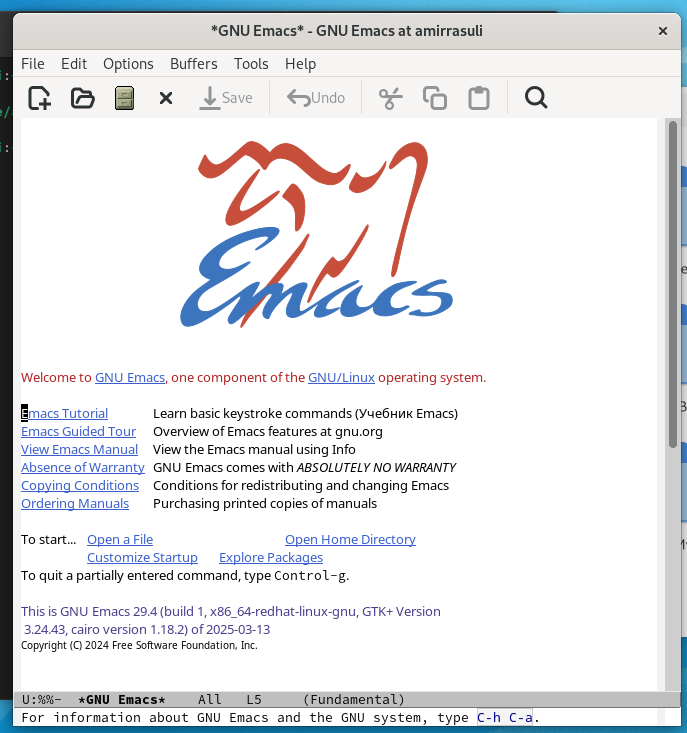 *GNU Emacs* - GNU Emacs at amirrasuli
File Edit Options Buffers Tools Help
Save Undo
Emacs
Welcome to GNU Emacs, one component of the GNU/Linux operating system.
Emacs Tutorial Learn basic keystroke commands (Учебник Emacs)
Emacs Guided Tour Overview of Emacs features at gnu.org
View Emacs Manual View the Emacs manual using Info
Absence of Warranty GNU Emacs comes with ABSOLUTELY NO WARRANTY
Copying Conditions Conditions for redistributing and changing Emacs
Ordering Manuals Purchasing printed copies of manuals
To start... Open a File Open Home Directory
Customize Startup Explore Packages
To quit a partially entered command, type Control-g.
This is GNU Emacs 29.4 (build 1, x86_64-redhat-linux-gnu, GTK+ Version
3.24.43, cairo version 1.18.2) of 2025-03-13
Copyright (C) 2024 Free Software Foundation, Inc.
U:%%- *GNU Emacs* All L5 (Fundamental)
For information about GNU Emacs and the GNU system, type C-h C-a.